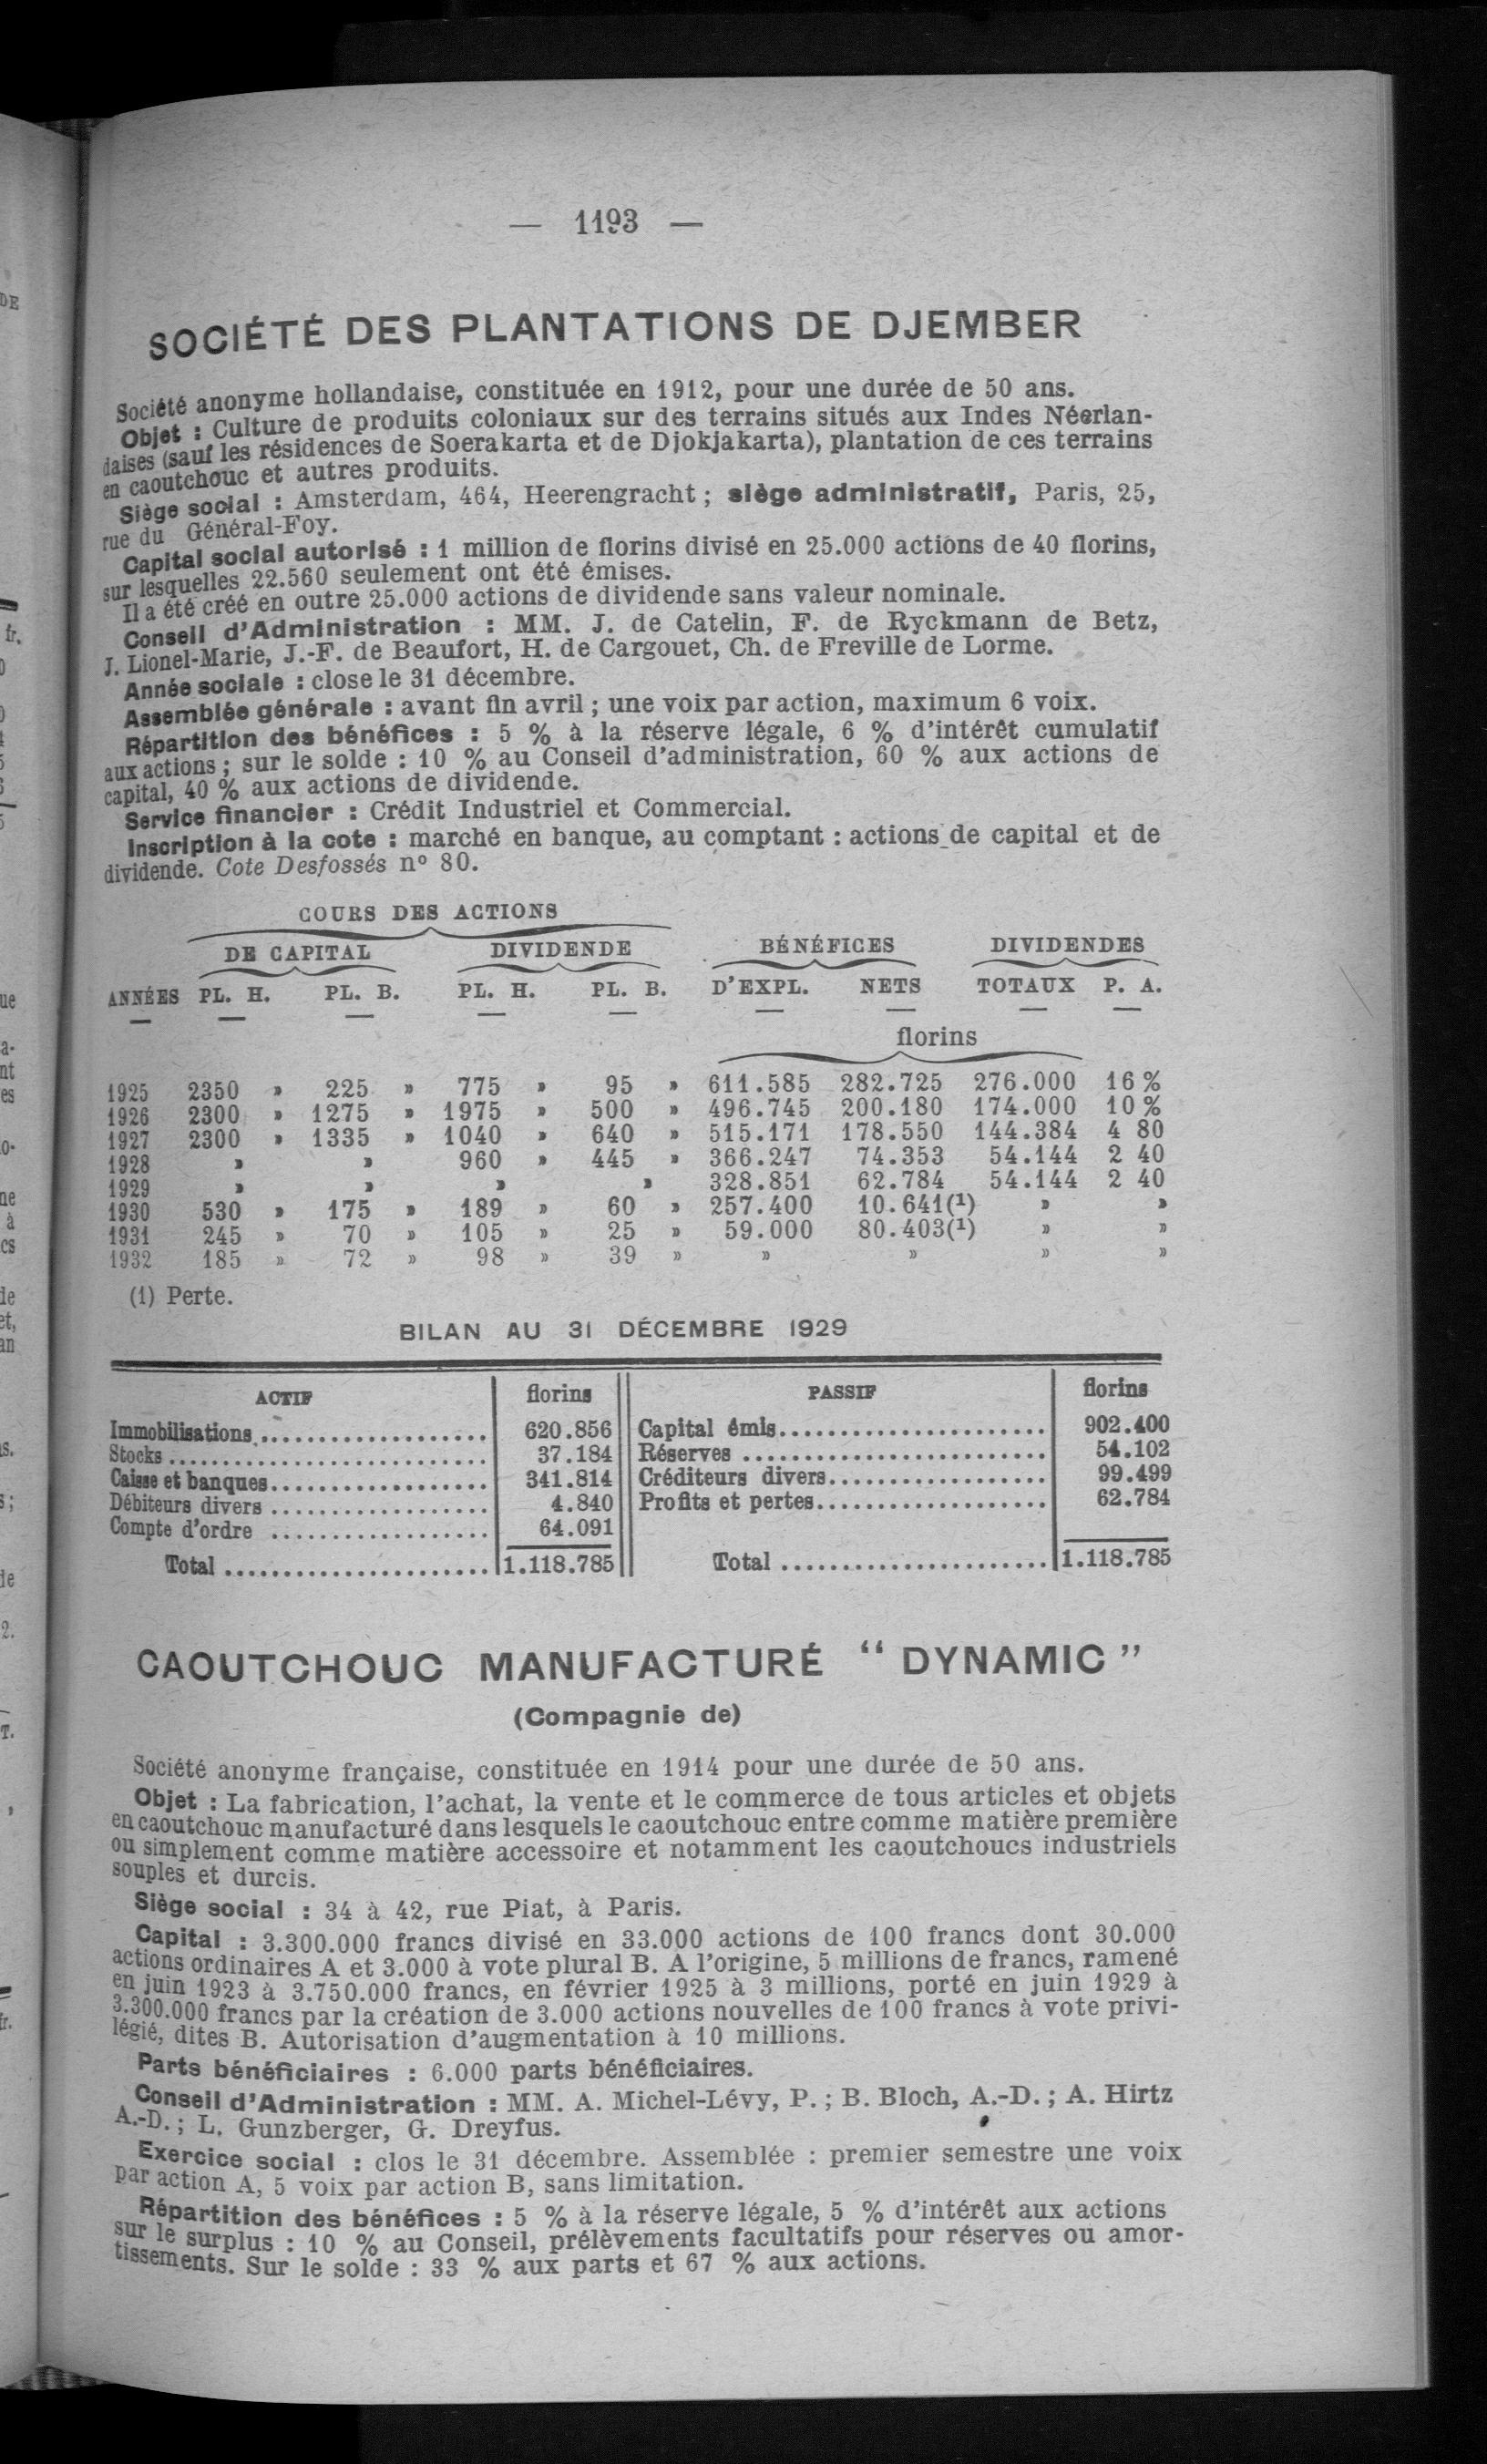 — 1193 —
SOCIÉTÉ DES PLANTATIONS DE DJEMBER
Société anonyme hollandaise, constituée en 1912, pour une durée de 50 ans.
Objet : Culture de produits coloniaux sur des terrains situés aux Indes Néerlan-
daises (sauf les résidences de Soerakarta et de Djokjakarta), plantation de ces terrains
en caoutchouc et autres produits.
Siège social : Amsterdam, 464, Heerengracht ; siège administratif, Paris, 25,
rue du Général-Foy.
Capital social autorisé : 1 million de florins divisé en 25.000 actions de 40 florins,
sur lesquelles 22.560 seulement ont été émises.
Il a été créé en outre 25.000 actions de dividende sans valeur nominale.
Conseil d'Administration : MM. J. de Catelin, F. de Ryckmann de Betz,
J. Lionel-Marie, J.-F. de Beaufort, H. de Cargouet, Ch. de Freville de Lorme.
Année sociale : close le 31 décembre.
Assemblée générale : avant fin avril ; une voix par action, maximum 6 voix.
Répartition des bénéfices : 5 % à la réserve légale, 6 % d'intérêt cumulatif
aux actions ; sur le solde : 10 % au Conseil d'administration, 60 % aux actions de
capital, 40 % aux actions de dividende.
Service financier : Crédit Industriel et Commercial.
Inscription à la cote : marché en banque, au comptant : actions de capital et de
dividende. Cote Desfossés nº 80.
COURS DES ACTIONS
DE CAPITAL DIVIDENDE BÉNÉFICES DIVIDENDES
ANNÉES PL. H. PL. B. PL. H. PL. B. D'EXPL. NETS TOTAUX P. A.
florins
1925 2350 » 225 » 775 » 95 » 611.585 282.725 276.000 16 %
1926 2300 » 1275 » 1975 » 500 » 496.745 200.180 174.000 10 %
1927 2300 » 1335 » 1040 » 640 » 515.171 178.550 144.384 4 80
1928 » » 960 » 445 » 366.247 74.353 54.144 2 40
1929 » » » » 328.851 62.784 54.144 2 40
1930 530 » 175 » 189 » 60 » 257.400 10.641(1) » »
1931 245 » 70 » 105 » 25 » 59.000 80.403(1) » »
1932 185 » 72 » 98 » 39 » » » » »
(1) Perte.
BILAN AU 31 DÉCEMBRE 1929
ACTIF florins PASSIF florins
Immobilisations 620.856 Capital émis 902.400
Stocks 37.184 Réserves 54.102
Caisse et banques 341.814 Créditeurs divers 99.499
Débiteurs divers 4.840 Profits et pertes 62.784
Compte d'ordre 64.091
Total 1.118.785 Total 1.118.785
CAOUTCHOUC MANUFACTURÉ “ DYNAMIC ”
(Compagnie de)
Société anonyme française, constituée en 1914 pour une durée de 50 ans.
Objet : La fabrication, l'achat, la vente et le commerce de tous articles et objets
en caoutchouc manufacturé dans lesquels le caoutchouc entre comme matière première
ou simplement comme matière accessoire et notamment les caoutchoucs industriels
souples et durcis.
Siège social : 34 à 42, rue Piat, à Paris.
Capital : 3.300.000 francs divisé en 33.000 actions de 100 francs dont 30.000
actions ordinaires A et 3.000 à vote plural B. A l'origine, 5 millions de francs, ramené
en juin 1923 à 3.750.000 francs, en février 1925 à 3 millions, porté en juin 1929 à
3.300.000 francs par la création de 3.000 actions nouvelles de 100 francs à vote privi-
légié, dites B. Autorisation d'augmentation à 10 millions.
Parts bénéficiaires : 6.000 parts bénéficiaires.
Conseil d'Administration : MM. A. Michel-Lévy, P. ; B. Bloch, A.-D. ; A. Hirtz
A.-D. ; L. Gunzberger, G. Dreyfus.
Exercice social : clos le 31 décembre. Assemblée : premier semestre une voix
par action A, 5 voix par action B, sans limitation.
Répartition des bénéfices : 5 % à la réserve légale, 5 % d'intérêt aux actions
sur le surplus : 10 % au Conseil, prélèvements facultatifs pour réserves ou amor-
tissements. Sur le solde : 33 % aux parts et 67 % aux actions.